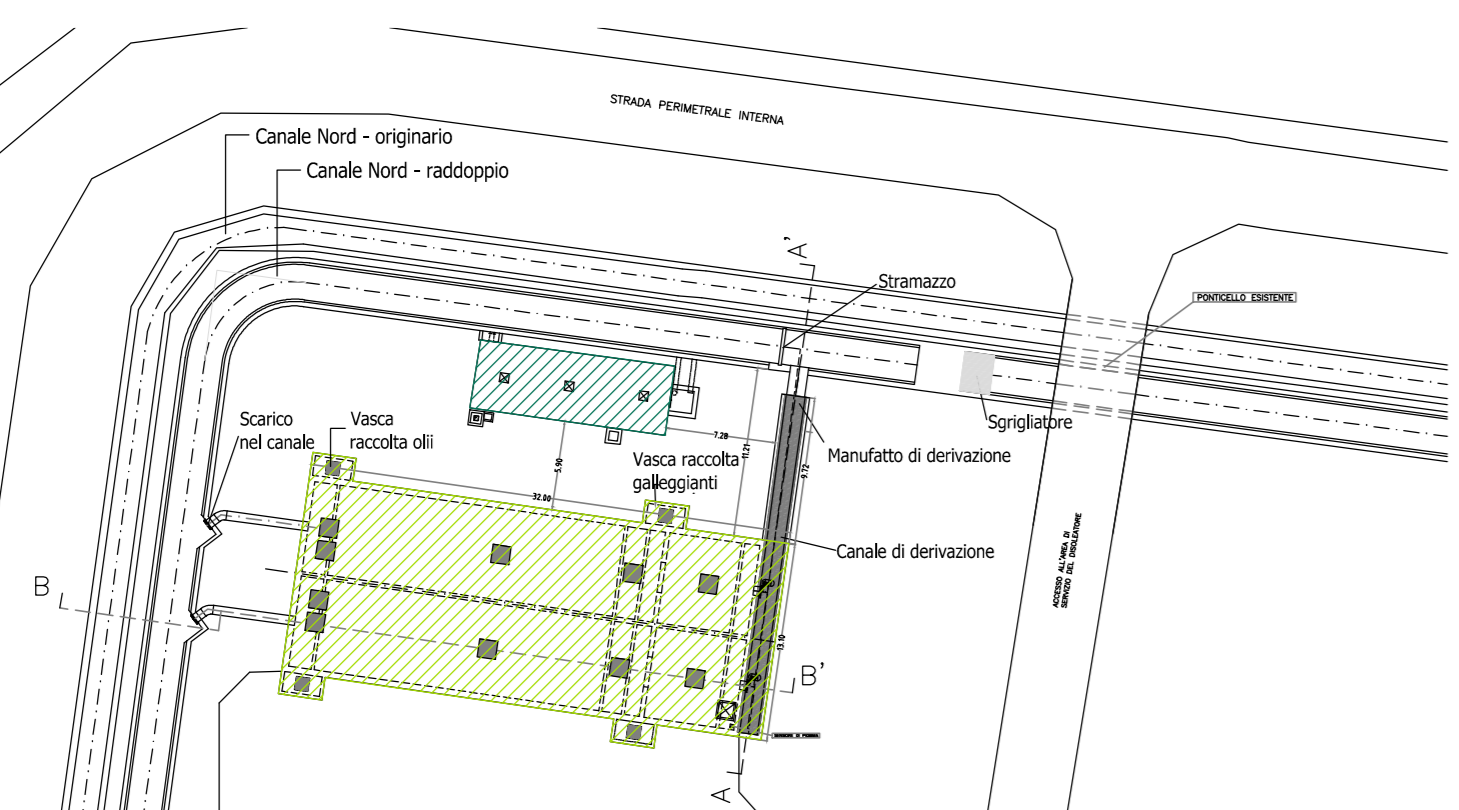 STRADA PERIMETRALE INTERNA
Canale Nord - originario
Canale Nord - raddoppio
A'
Stramazzo
PONTICELLO ESISTENTE
Sgrigliatore
Scarico
nel canale
Vasca
raccolta olii
7.28
11.21
9.72
Manufatto di derivazione
5.90
Vasca raccolta
galleggianti
32.00
Canale di derivazione
ACCESSO ALL'AREA DI
SERVIZIO DEL DISOLEATORE
B
13.10
B'
A